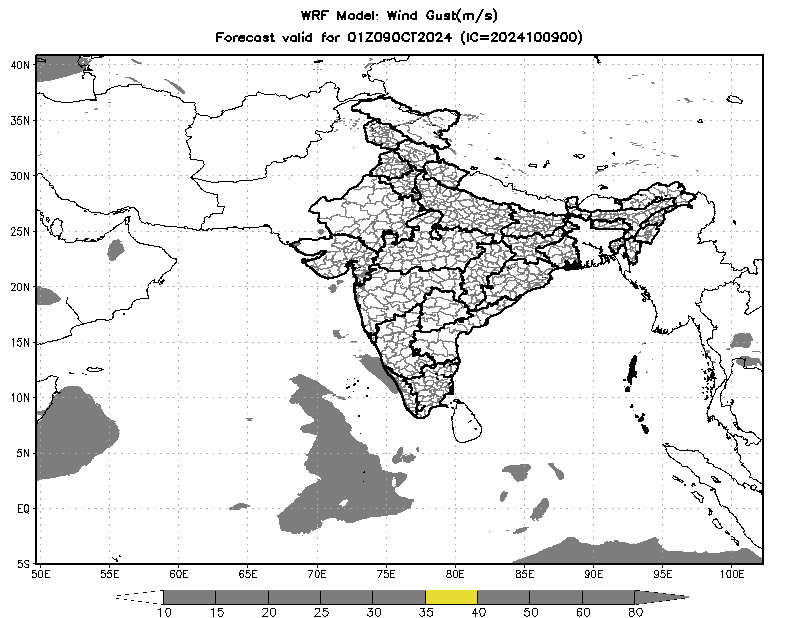 WRF Model: Wind Gust(m/s)
Forecast valid for 01Z09OCT2024 (IC=2024100900)
40N
35N
30N
25N
20N
15N
10N
5N
EQ
5S
50E 55E 60E 65E 70E 75E 80E 85E 90E 95E 100E
10 15 20 25 30 35 40 50 60 80